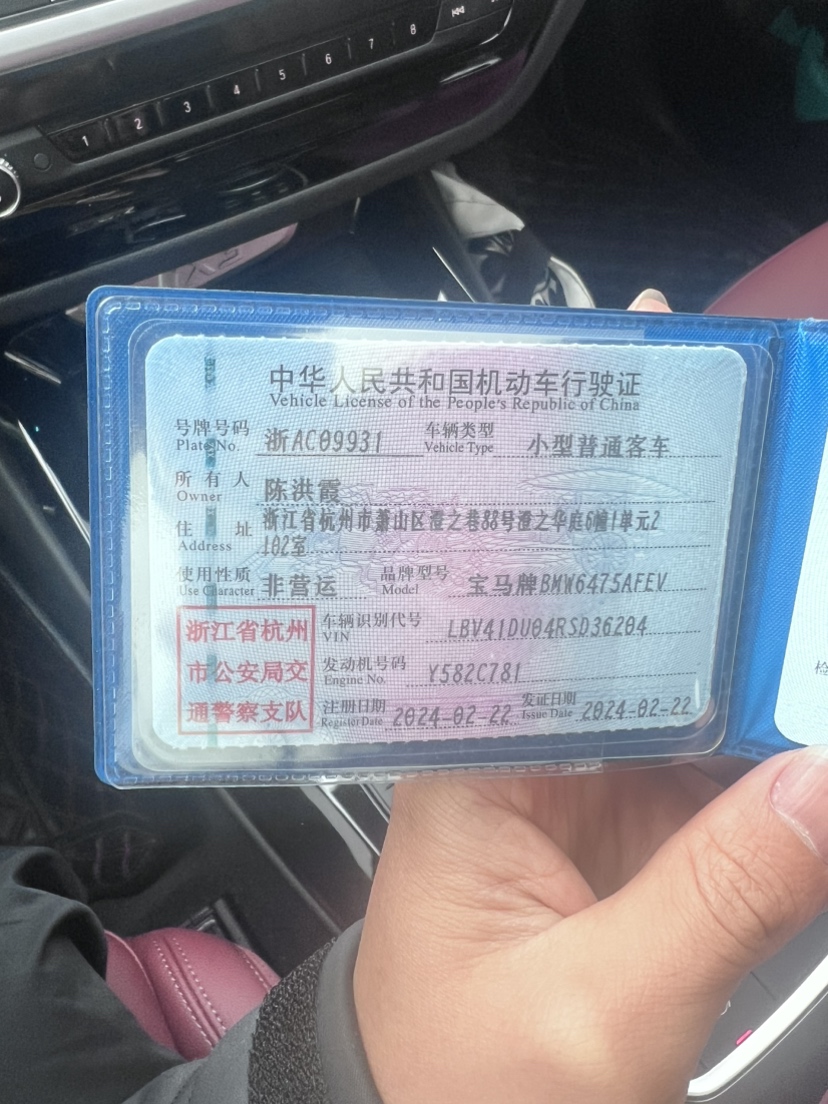 1 2 3 4 5 6 7 8
中华人民共和国机动车行驶证
Vehicle License of the People's Republic of China
号牌号码 浙AC09931 车辆类型 小型普通客车
Plate No. Vehicle Type
所有人 陈洪霞
Owner
住址 浙江省杭州市萧山区澄之巷88号澄之华庭6幢1单元2
Address 102室
使用性质 非营运 品牌型号 宝马牌BMW6475AFEV
Use Character Model
浙江省杭州 车辆识别代号 LBV41DU04RSD36204
VIN
市公安局交 发动机号码 Y582C781
Engine No.
通警察支队 注册日期 2024-02-22 发证日期 2024-02-22
Register Date Issue Date
检